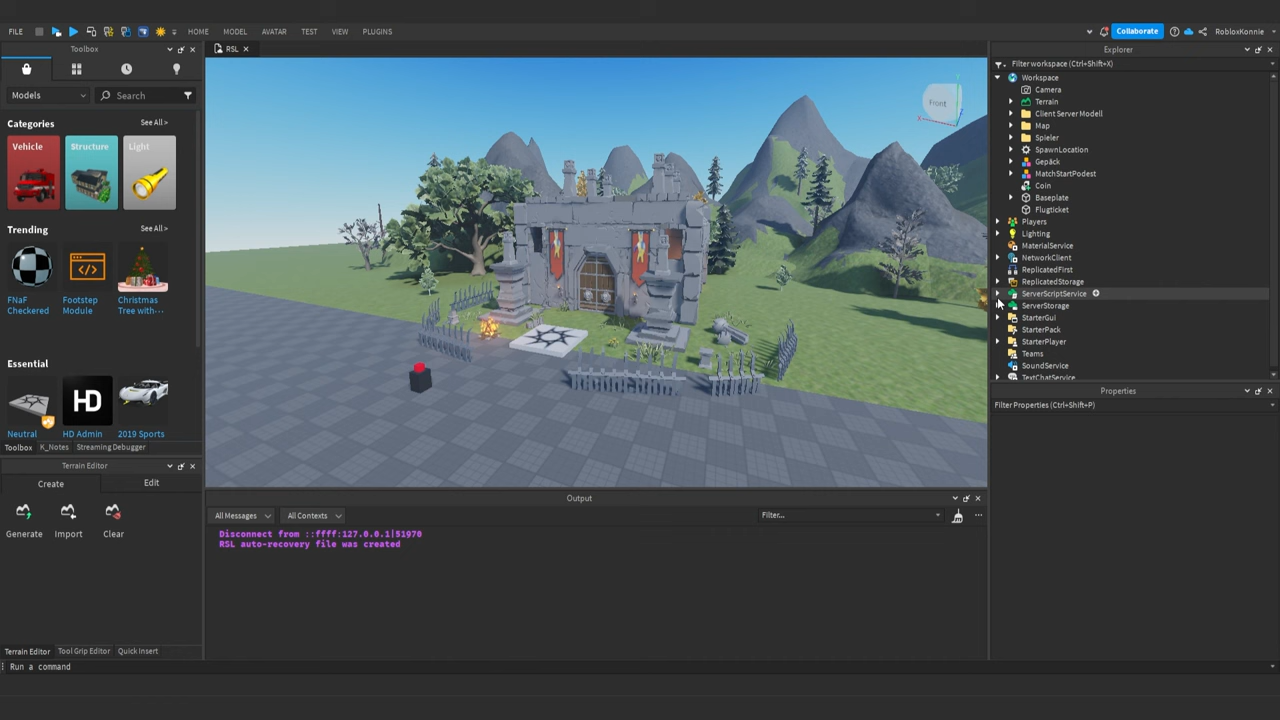 FILE
HOME
MODEL
AVATAR
TEST
VIEW
PLUGINS
Collaborate
RobloxKonnie
Toolbox
Models
Search
Categories
See All >
Vehicle
Structure
Light
Trending
See All >
FNaF
Checkered
Footstep
Module
Christmas
Tree with···
Essential
See All >
HD
Neutral
HD Admin
2019 Sports
Toolbox
K_Notes
Streaming Debugger
Terrain Editor
Create
Edit
Generate
Import
Clear
Terrain Editor
Tool Grip Editor
Quick Insert
Run a command
RSL
Front
Output
All Messages
All Contexts
Filter...
Disconnect from ::ffff:127.0.0.1|51970
RSL auto-recovery file was created
Explorer
Filter workspace (Ctrl+Shift+X)
Workspace
Camera
Terrain
Client Server Modell
Map
Spieler
SpawnLocation
Gepäck
MatchStartPodest
Coin
Baseplate
Flugticket
Players
Lighting
MaterialService
NetworkClient
ReplicatedFirst
ReplicatedStorage
ServerScriptService
ServerStorage
StarterGui
StarterPack
StarterPlayer
Teams
SoundService
TextChatService
Properties
Filter Properties (Ctrl+Shift+P)